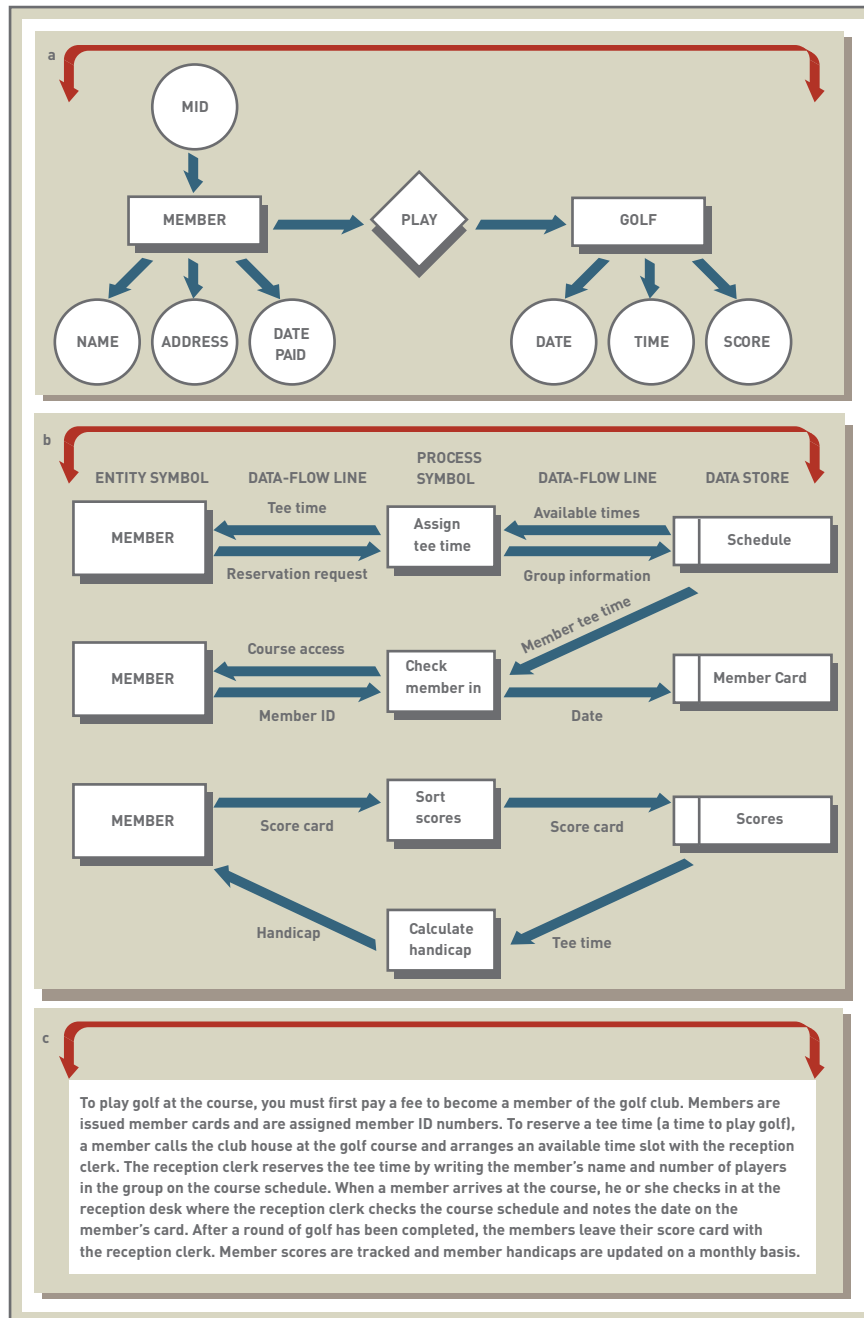 a
MID
MEMBER
PLAY
GOLF
NAME
ADDRESS
DATE
PAID
DATE
TIME
SCORE
b
ENTITY SYMBOL
DATA-FLOW LINE
PROCESS
SYMBOL
DATA-FLOW LINE
DATA STORE
MEMBER
Tee time
Reservation request
Assign
tee time
Available times
Group information
Schedule
Member tee time
MEMBER
Course access
Member ID
Check
member in
Date
Member Card
MEMBER
Score card
Sort
scores
Score card
Scores
Handicap
Calculate
handicap
Tee time
c
To play golf at the course, you must first pay a fee to become a member of the golf club. Members are
issued member cards and are assigned member ID numbers. To reserve a tee time (a time to play golf),
a member calls the club house at the golf course and arranges an available time slot with the reception
clerk. The reception clerk reserves the tee time by writing the member's name and number of players
in the group on the course schedule. When a member arrives at the course, he or she checks in at the
reception desk where the reception clerk checks the course schedule and notes the date on the
member's card. After a round of golf has been completed, the members leave their score card with
the reception clerk. Member scores are tracked and member handicaps are updated on a monthly basis.